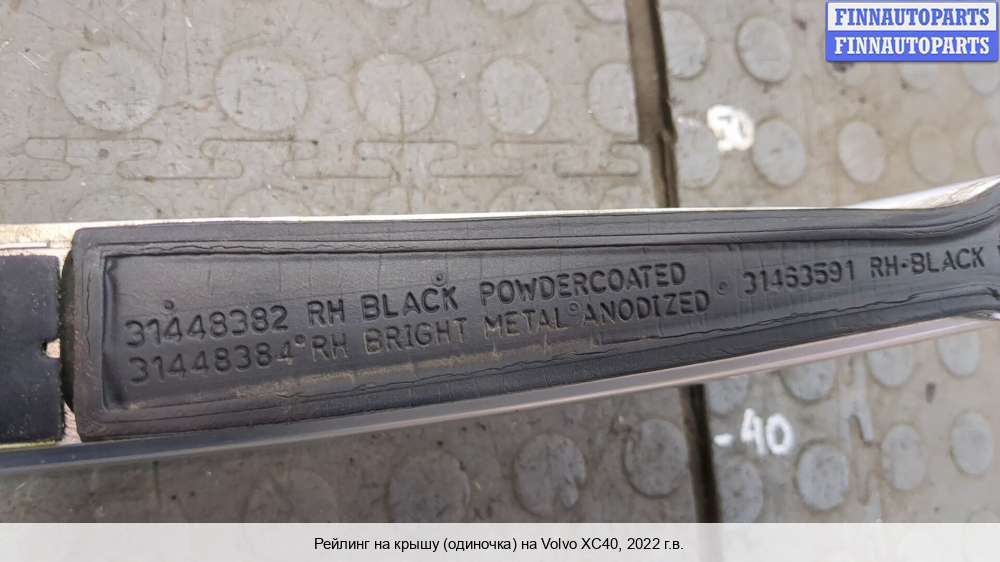 FINNAUTOPARTS
FINNAUTOPARTS
50
31448382 RH BLACK POWDERCOATED
31448384 RH BRIGHT METAL ANODIZED
31463591 RH-BLACK
-40
Рейлинг на крышу (одиночка) на Volvo XC40, 2022 г.в.